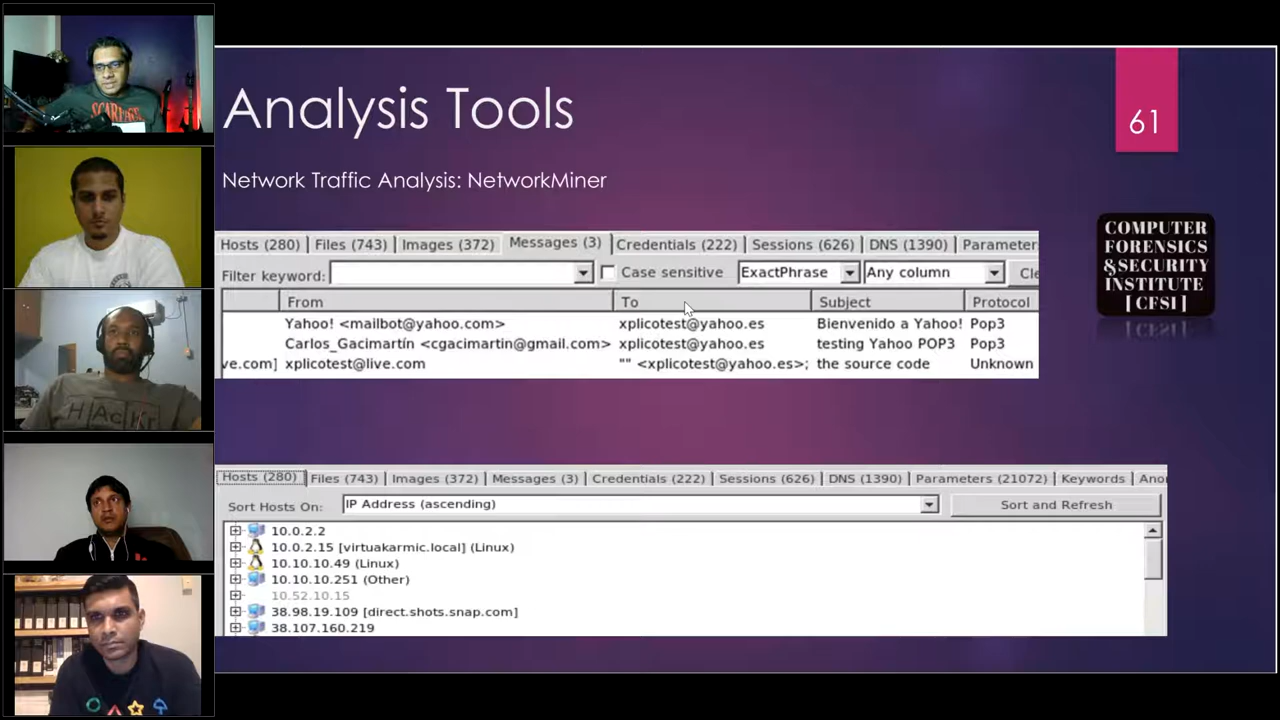 Analysis Tools
61
Network Traffic Analysis: NetworkMiner
COMPUTER
FORENSICS
&SECURITY
INSTITUTE
[CFSI]
Hosts (280) Files (743) Images (372) Messages (3) Credentials (222) Sessions (626) DNS (1390) Parameter
Filter keyword: Case sensitive ExactPhrase Any column Cle
From To Subject Protocol
Yahoo! <mailbot@yahoo.com> xplicotest@yahoo.es Bienvenido a Yahoo! Pop3
Carlos_Gacimartín <cgacimartin@gmail.com> xplicotest@yahoo.es testing Yahoo POP3 Pop3
ve.com] xplicotest@live.com "" <xplicotest@yahoo.es>; the source code Unknown
Hosts (280) Files (743) Images (372) Messages (3) Credentials (222) Sessions (626) DNS (1390) Parameters (21072) Keywords Ano
Sort Hosts On: IP Address (ascending) Sort and Refresh
10.0.2.2
10.0.2.15 [virtuakarmic.local] (Linux)
10.10.10.49 (Linux)
10.10.10.251 (Other)
10.52.10.15
38.98.19.109 [direct.shots.snap.com]
38.107.160.219